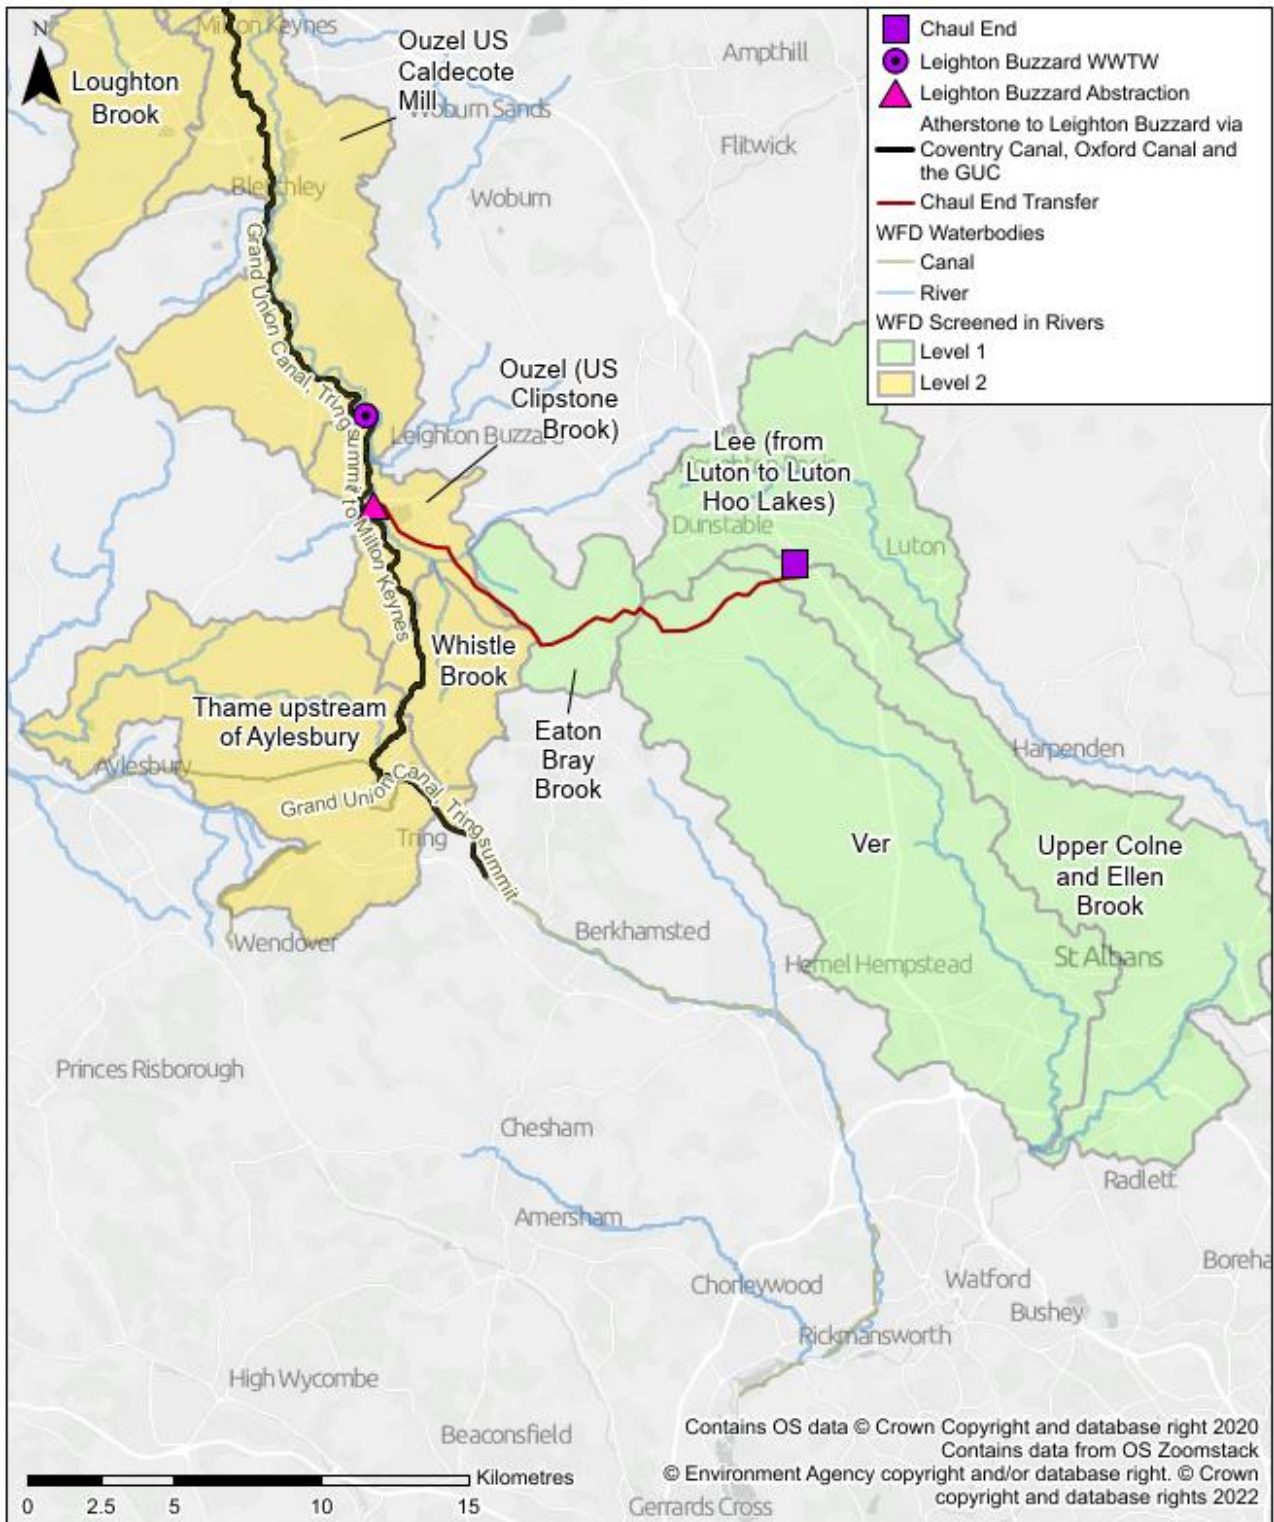 N
Milton Keynes
Loughton
Brook
Ouzel US
Caldecote
Mill
Woburn Sands
Ampthill
Flitwick
Bletchley
Woburn
Chaul End
Leighton Buzzard WWTW
Leighton Buzzard Abstraction
Atherstone to Leighton Buzzard via
Coventry Canal, Oxford Canal and
the GUC
Chaul End Transfer
WFD Waterbodies
Canal
River
WFD Screened in Rivers
Level 1
Level 2
Grand Union Canal, Tring summit to Milton Keynes
Ouzel (US
Clipstone
Brook)
Leighton Buzzard
Lee (from
Luton to Luton
Hoo Lakes)
Dunstable
Luton
Whistle
Brook
Thame upstream
of Aylesbury
Eaton
Bray
Brook
Aylesbury
Grand Union Canal, Tring summit
Tring
Harpenden
Ver
Upper Colne
and Ellen
Brook
Wendover
Berkhamsted
Hemel Hempstead
St Albans
Princes Risborough
Chesham
Radlett
Amersham
Chorleywood
Watford
Boreha
Bushey
Rickmansworth
High Wycombe
Beaconsfield
Gerrards Cross
Contains OS data © Crown Copyright and database right 2020
Contains data from OS Zoomstack
© Environment Agency copyright and/or database right. © Crown
copyright and database rights 2022
Kilometres
0 2.5 5 10 15